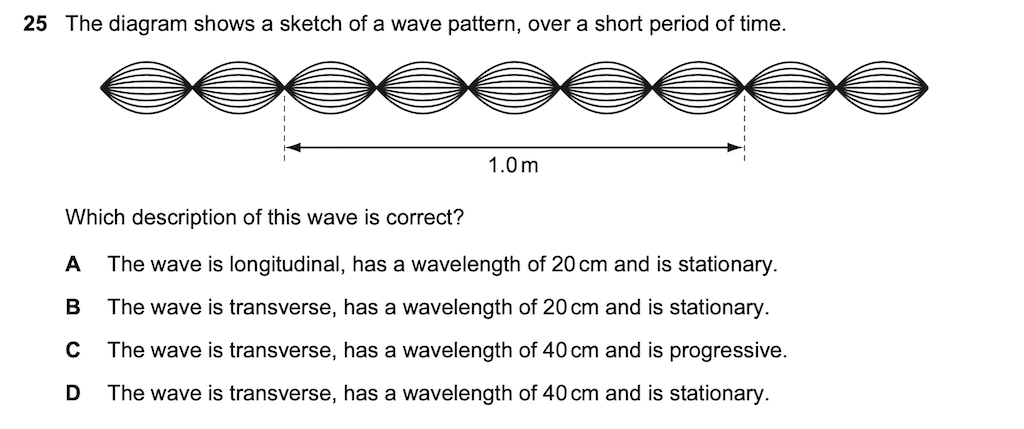 25 The diagram shows a sketch of a wave pattern, over a short period of time.
1.0 m
Which description of this wave is correct?
A The wave is longitudinal, has a wavelength of 20 cm and is stationary.
B The wave is transverse, has a wavelength of 20 cm and is stationary.
C The wave is transverse, has a wavelength of 40 cm and is progressive.
D The wave is transverse, has a wavelength of 40 cm and is stationary.